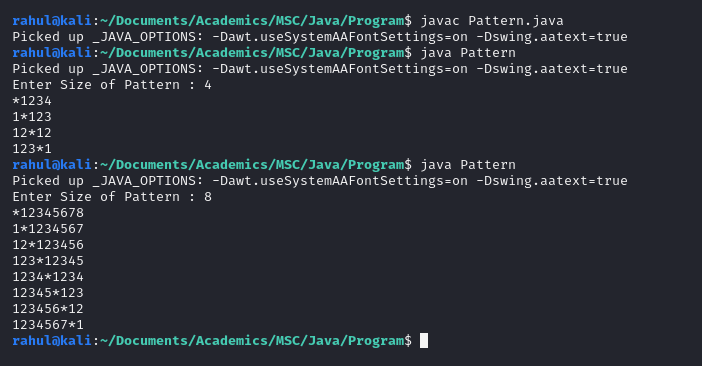 rahul@kali:~/Documents/Academics/MSC/Java/Program$ javac Pattern.java
Picked up _JAVA_OPTIONS: -Dawt.useSystemAAFontSettings=on -Dswing.aatext=true
rahul@kali:~/Documents/Academics/MSC/Java/Program$ java Pattern
Picked up _JAVA_OPTIONS: -Dawt.useSystemAAFontSettings=on -Dswing.aatext=true
Enter Size of Pattern : 4
*1234
1*123
12*12
123*1
rahul@kali:~/Documents/Academics/MSC/Java/Program$ java Pattern
Picked up _JAVA_OPTIONS: -Dawt.useSystemAAFontSettings=on -Dswing.aatext=true
Enter Size of Pattern : 8
*12345678
1*1234567
12*123456
123*12345
1234*1234
12345*123
123456*12
1234567*1
rahul@kali:~/Documents/Academics/MSC/Java/Program$